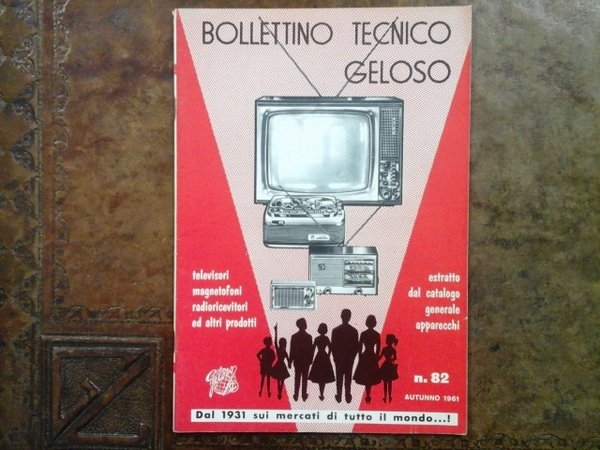 BOLLETTINO TECNICO
GELOSO
televisori
magnetofoni
radioricevitori
ed altri prodotti
estratto
dal catalogo
generale
apparecchi
n. 82
AUTUNNO 1961
Dal 1931 sui mercati di tutto il mondo...!